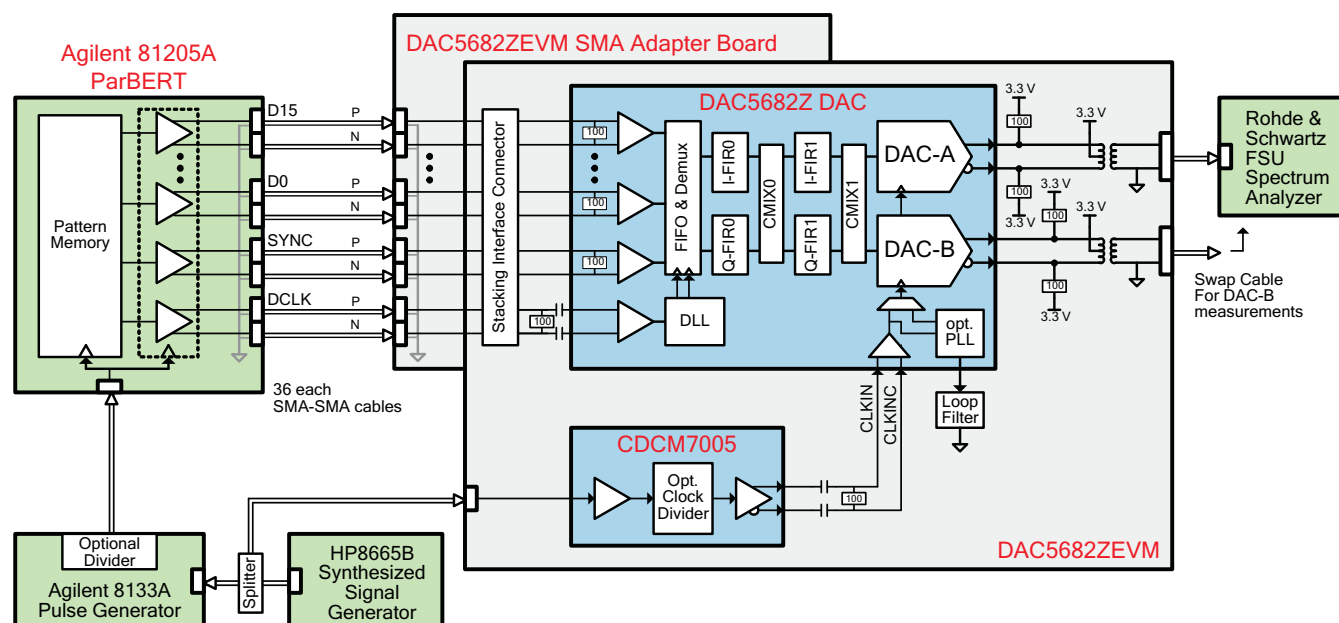 Agilent 81205A
ParBERT
Pattern
Memory
D15
P
N
D0
P
N
SYNC
P
N
DCLK
P
N
36 each
SMA-SMA cables
DAC5682ZEVM SMA Adapter Board
Stacking Interface Connector
100
DAC5682Z DAC
100
100
100
FIFO & Demux
DLL
I-FIR0
Q-FIR0
CMIX0
I-FIR1
Q-FIR1
CMIX1
DAC-A
DAC-B
opt.
PLL
Loop
Filter
CLKIN
CLKINC
3.3 V
100
3.3 V
100
3.3 V
3.3 V
100
3.3 V
100
3.3 V
Rohde &
Schwartz
FSU
Spectrum
Analyzer
Swap Cable
For DAC-B
measurements
CDCM7005
Opt.
Clock
Divider
100
DAC5682ZEVM
Optional
Divider
Agilent 8133A
Pulse Generator
Splitter
HP8665B
Synthesized
Signal
Generator